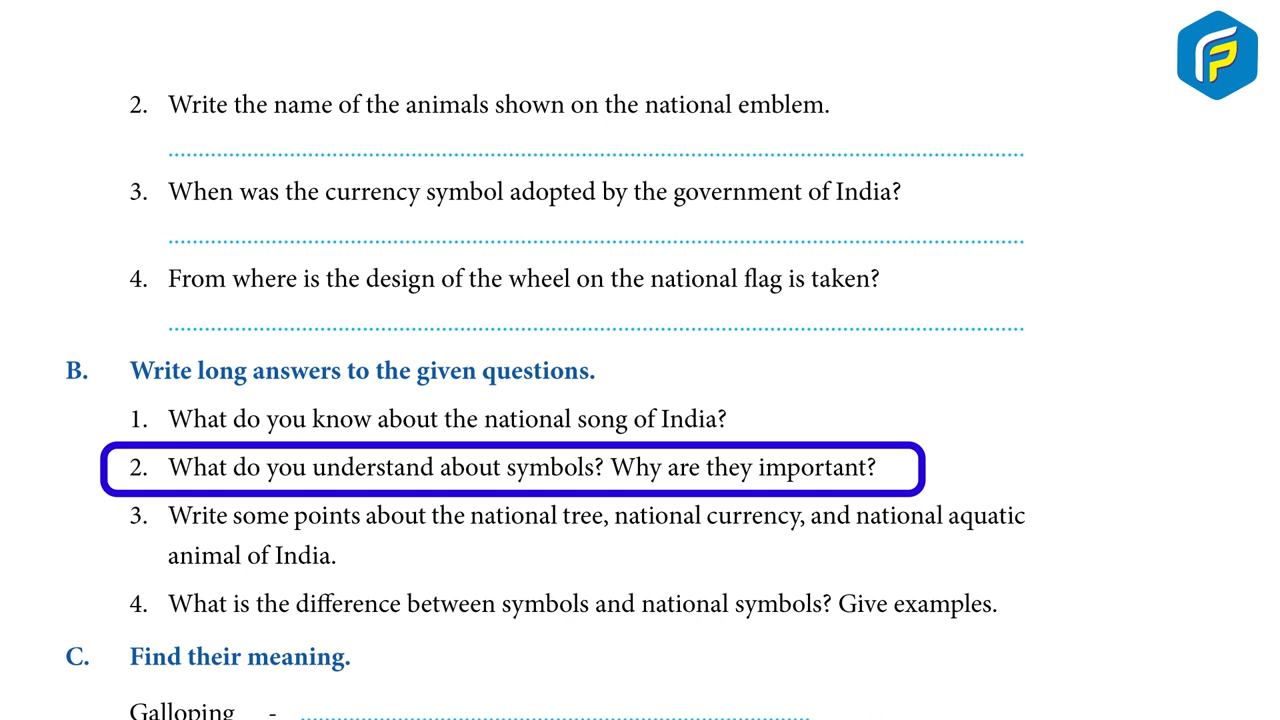 2. Write the name of the animals shown on the national emblem.
3. When was the currency symbol adopted by the government of India?
4. From where is the design of the wheel on the national flag is taken?
B. Write long answers to the given questions.
1. What do you know about the national song of India?
2. What do you understand about symbols? Why are they important?
3. Write some points about the national tree, national currency, and national aquatic
animal of India.
4. What is the difference between symbols and national symbols? Give examples.
C. Find their meaning.
Galloping -